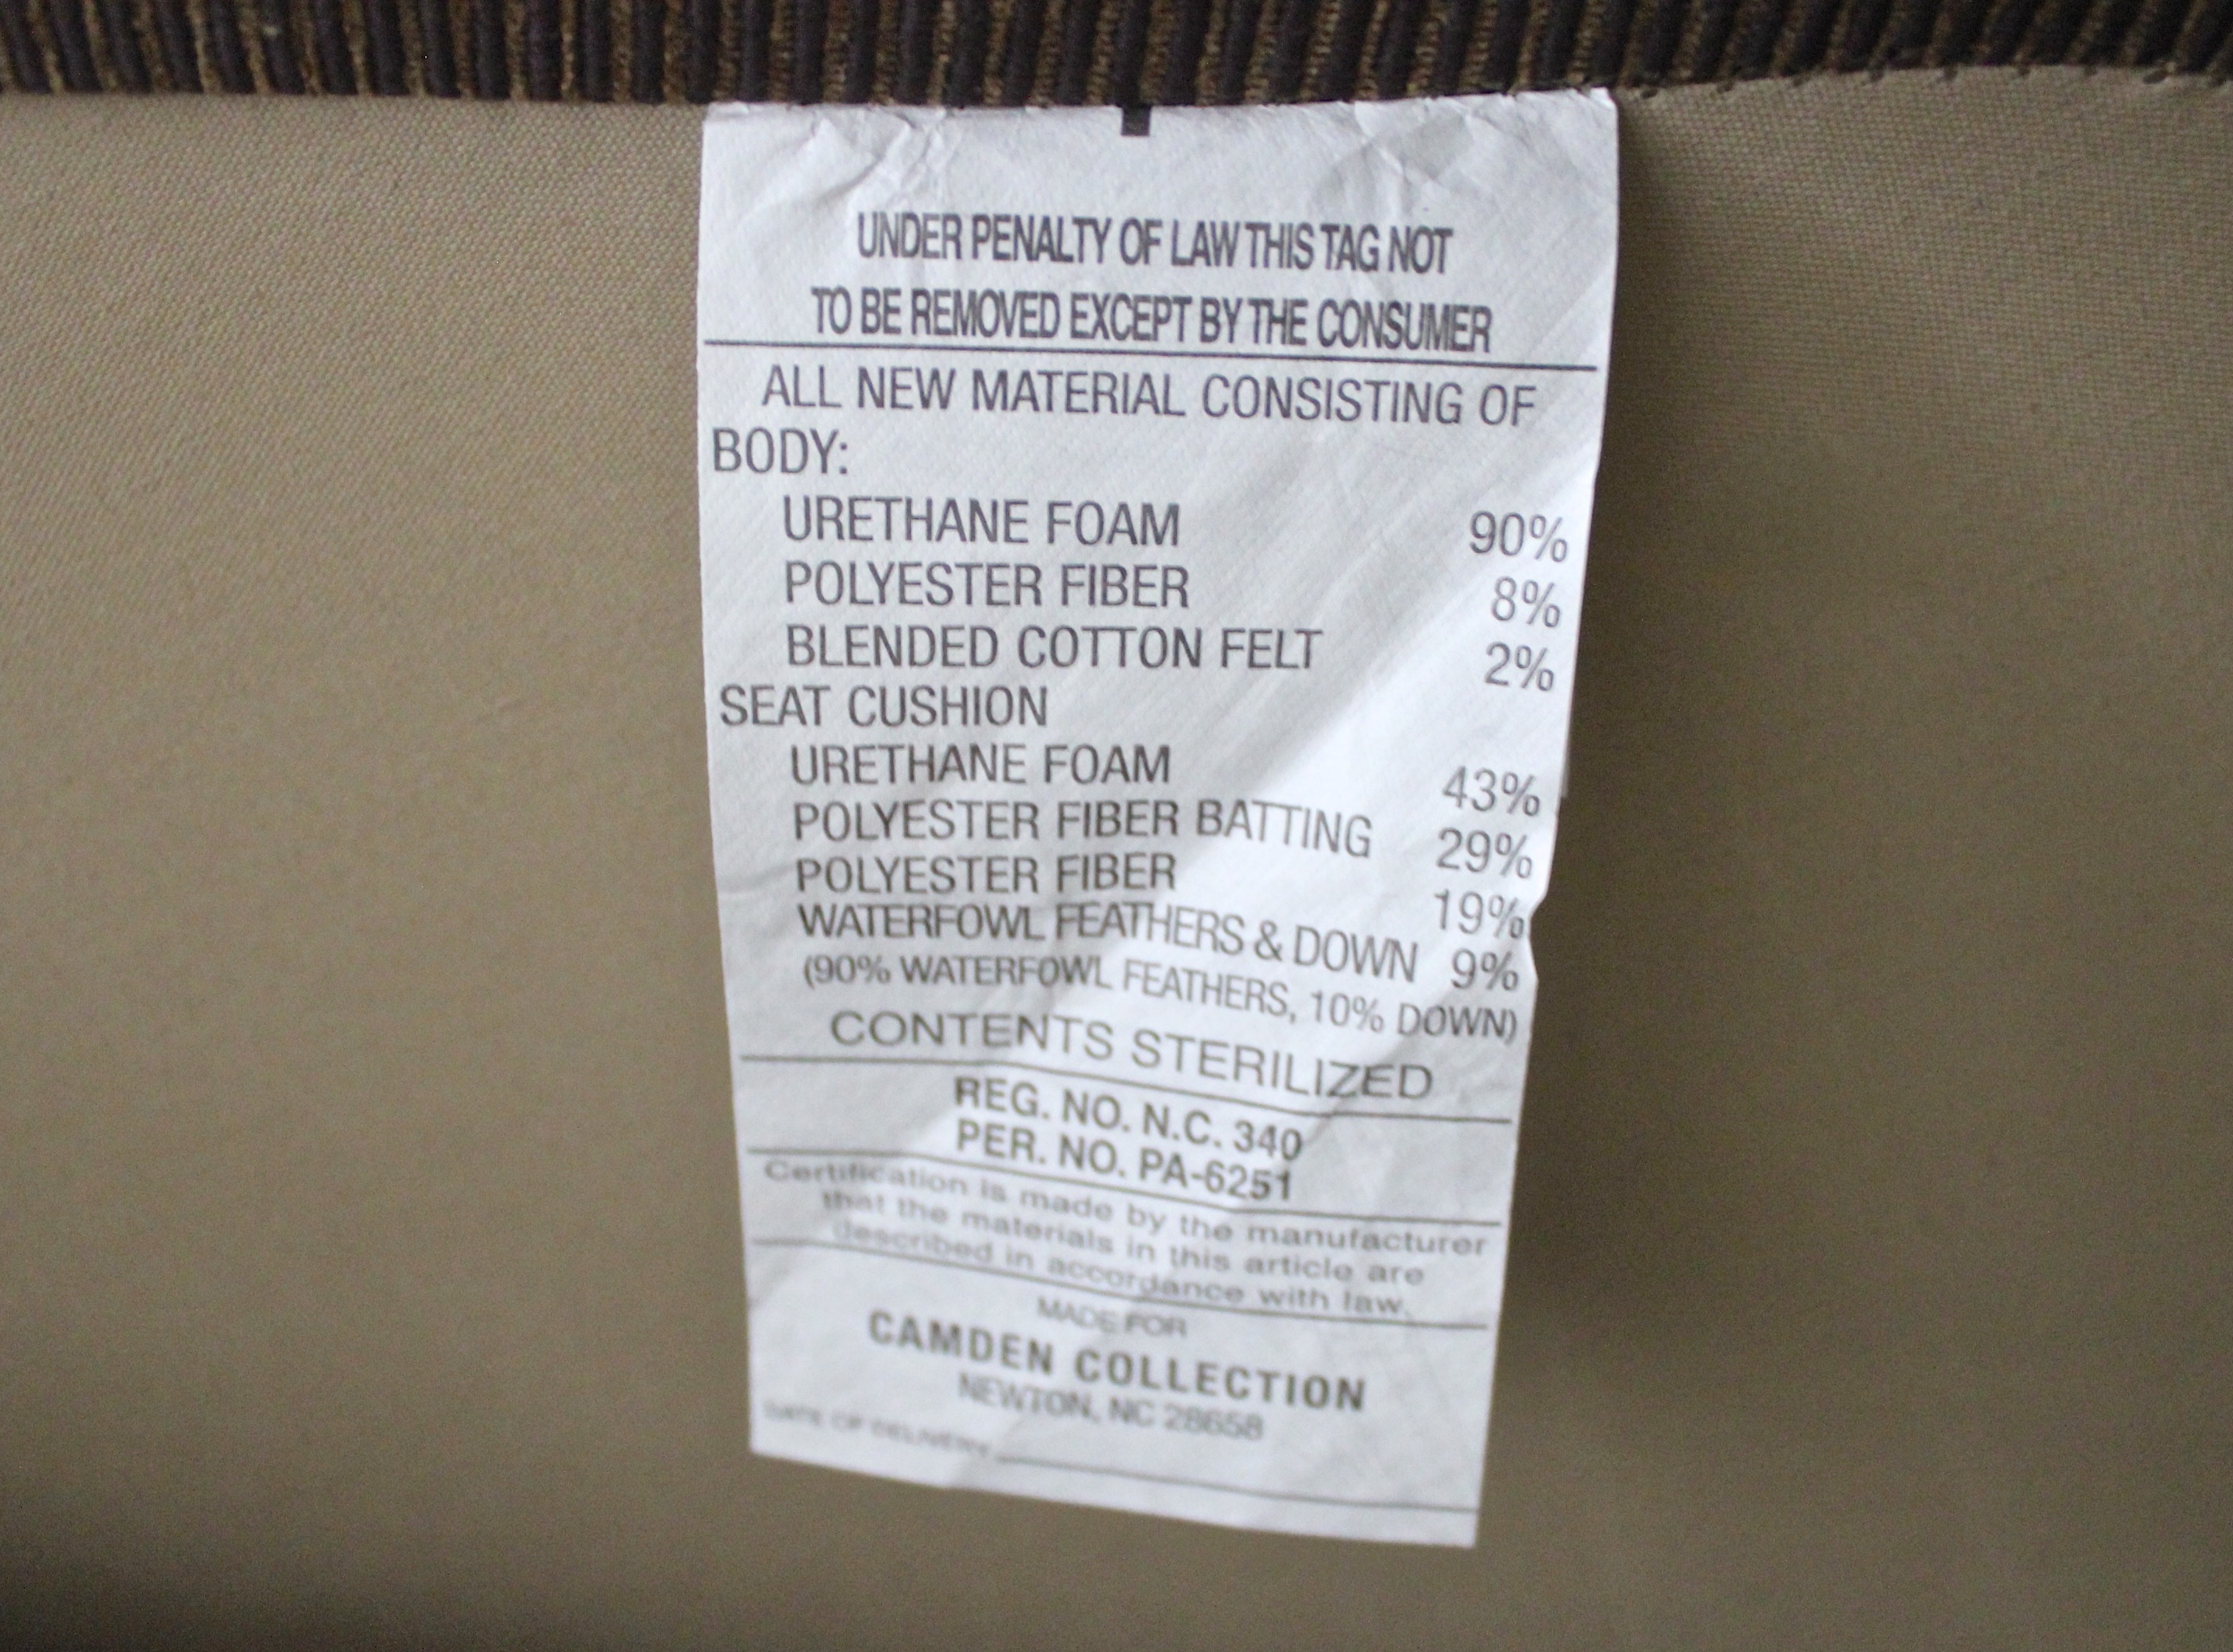 UNDER PENALTY OF LAW THIS TAG NOT
TO BE REMOVED EXCEPT BY THE CONSUMER
ALL NEW MATERIAL CONSISTING OF
BODY:
URETHANE FOAM 90%
POLYESTER FIBER 8%
BLENDED COTTON FELT 2%
SEAT CUSHION
URETHANE FOAM 43%
POLYESTER FIBER BATTING 29%
POLYESTER FIBER 19%
WATERFOWL FEATHERS & DOWN 9%
(90% WATERFOWL FEATHERS, 10% DOWN)
CONTENTS STERILIZED
REG. NO. N.C. 340
PER. NO. PA-6251
Certification is made by the manufacturer
that the materials in this article are
described in accordance with law.
MADE FOR
CAMDEN COLLECTION
NEWTON, NC 28658
DATE OF DELIVERY